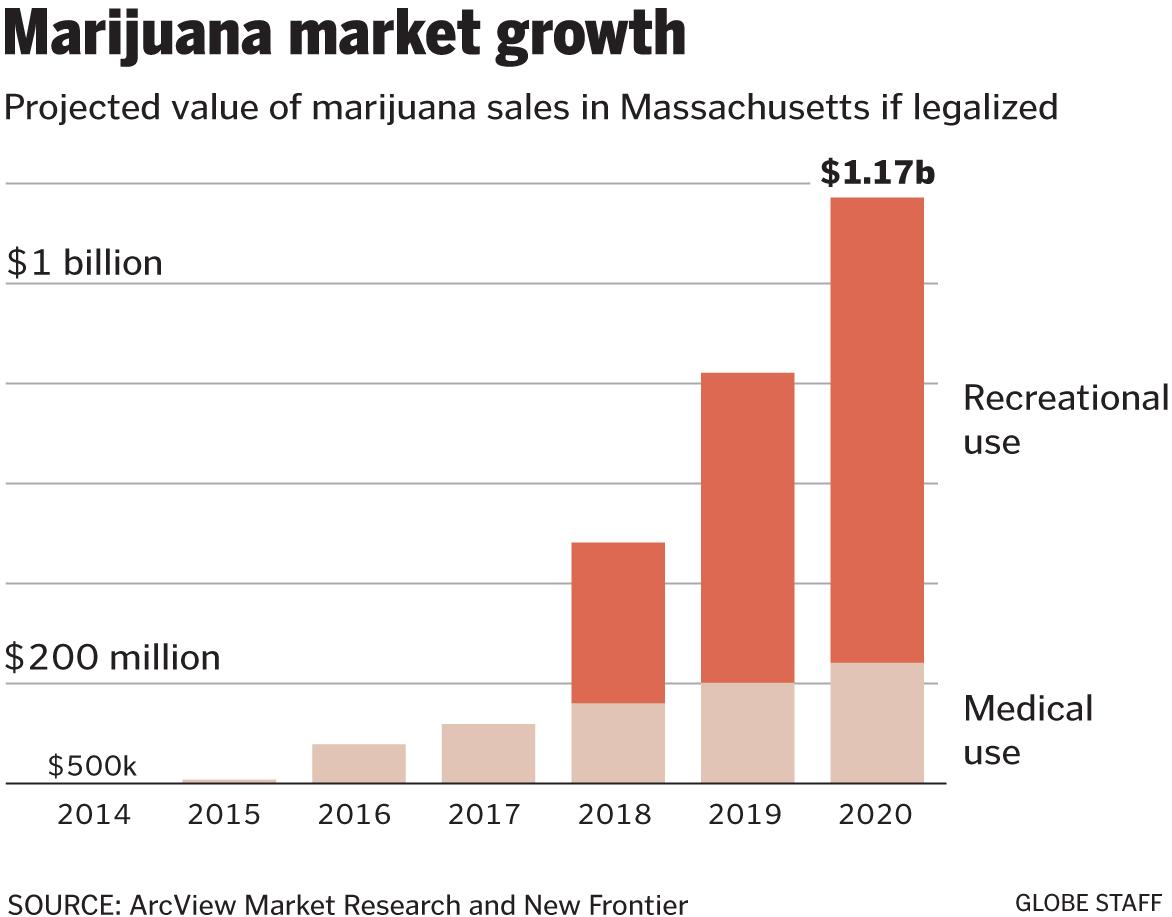 Marijuana market growth
Projected value of marijuana sales in Massachusetts if legalized
$1.17b
$1 billion
Recreational
use
$200 million
Medical
use
$500k
2014 2015 2016 2017 2018 2019 2020
SOURCE: ArcView Market Research and New Frontier
GLOBE STAFF